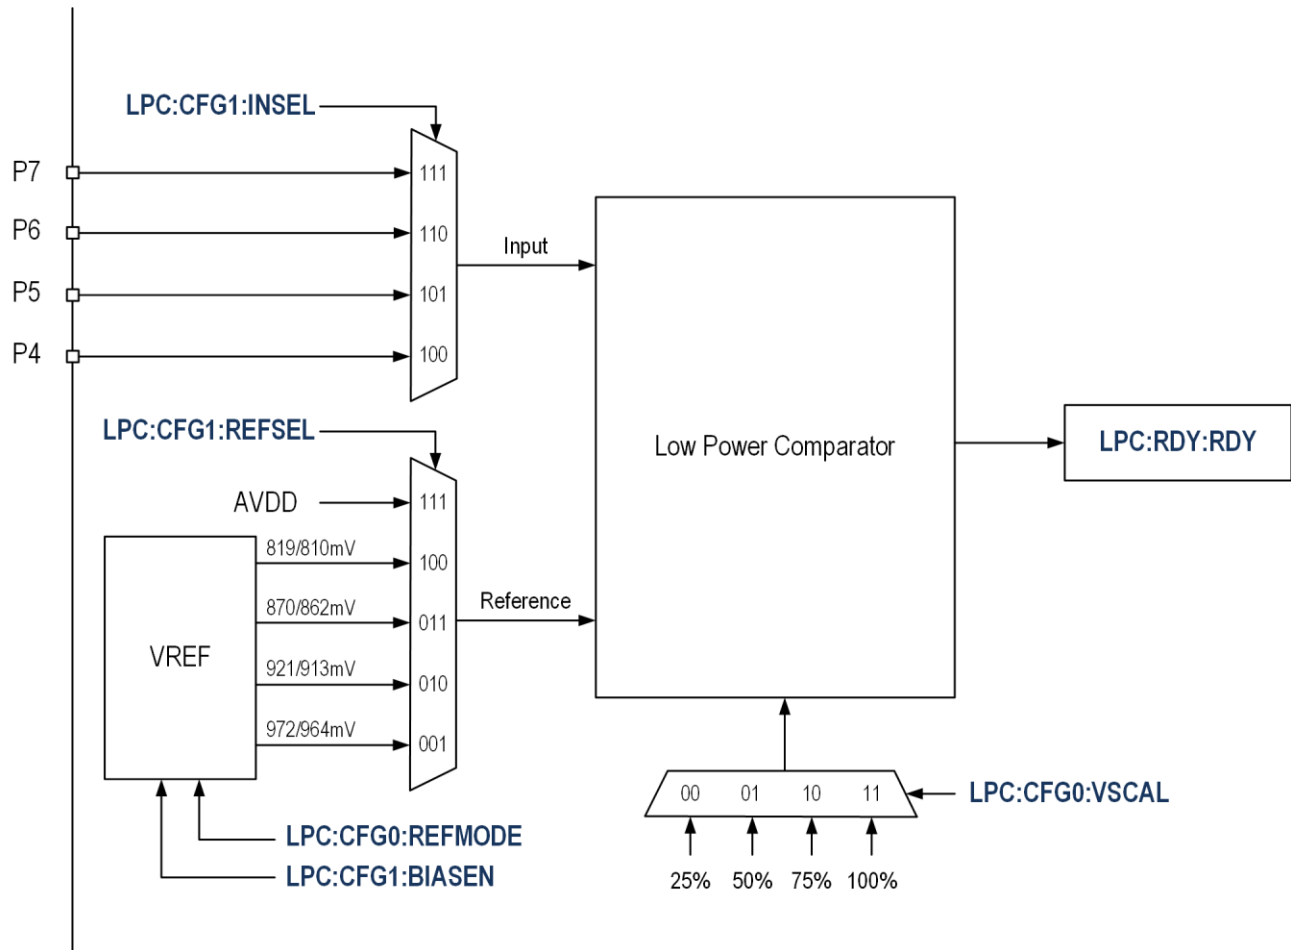 LPC:CFG1:INSEL
P7
111
P6
110
Input
P5
101
P4
100
LPC:CFG1:REFSEL
Low Power Comparator
LPC:RDY:RDY
AVDD
111
819/810mV
100
870/862mV
011
Reference
VREF
921/913mV
010
972/964mV
001
00 01 10 11
LPC:CFG0:VSCAL
LPC:CFG0:REFMODE
LPC:CFG1:BIASEN
25% 50% 75% 100%